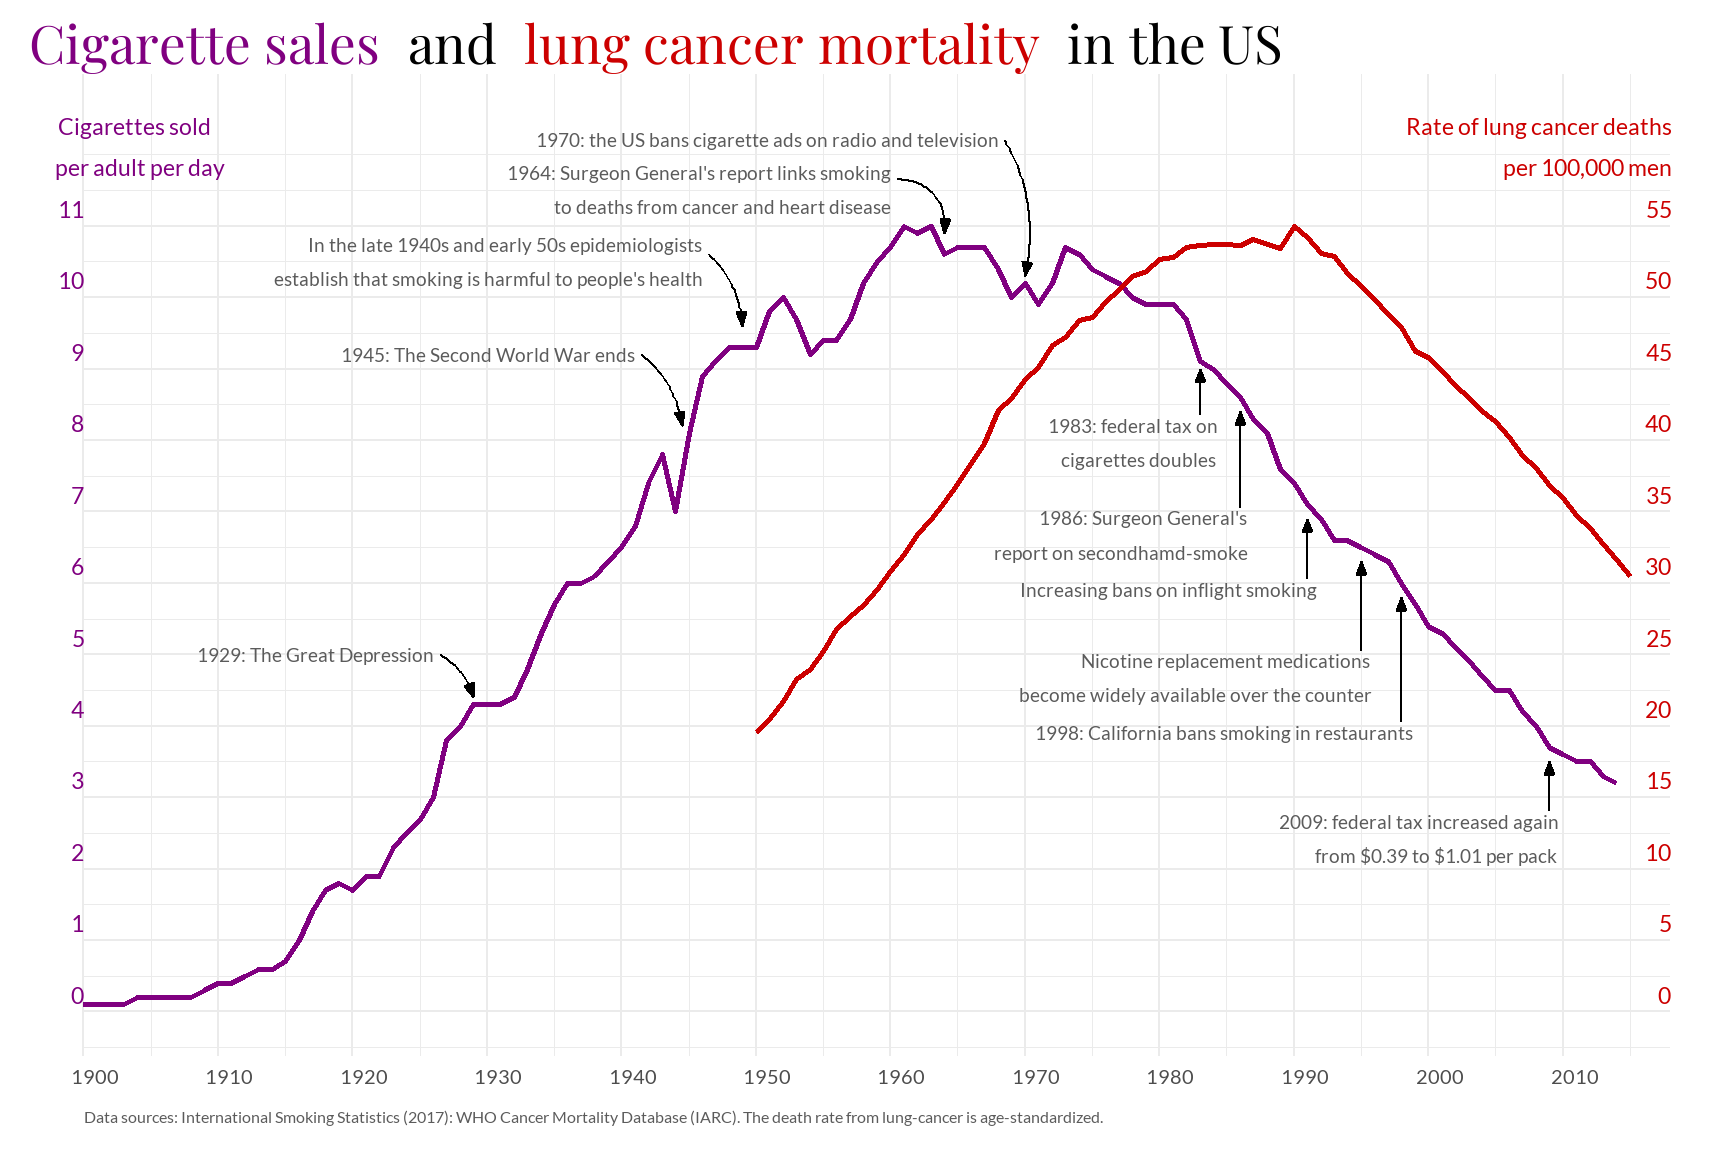 Cigarette sales and lung cancer mortality in the US
Cigarettes sold
per adult per day
Rate of lung cancer deaths
per 100,000 men
1970: the US bans cigarette ads on radio and television
1964: Surgeon General's report links smoking
to deaths from cancer and heart disease
In the late 1940s and early 50s epidemiologists
establish that smoking is harmful to people's health
1945: The Second World War ends
1929: The Great Depression
1983: federal tax on
cigarettes doubles
1986: Surgeon General's
report on secondhamd-smoke
Increasing bans on inflight smoking
Nicotine replacement medications
become widely available over the counter
1998: California bans smoking in restaurants
2009: federal tax increased again
from $0.39 to $1.01 per pack
11
10
9
8
7
6
5
4
3
2
1
0
55
50
45
40
35
30
25
20
15
10
5
0
1900 1910 1920 1930 1940 1950 1960 1970 1980 1990 2000 2010
Data sources: International Smoking Statistics (2017): WHO Cancer Mortality Database (IARC). The death rate from lung-cancer is age-standardized.